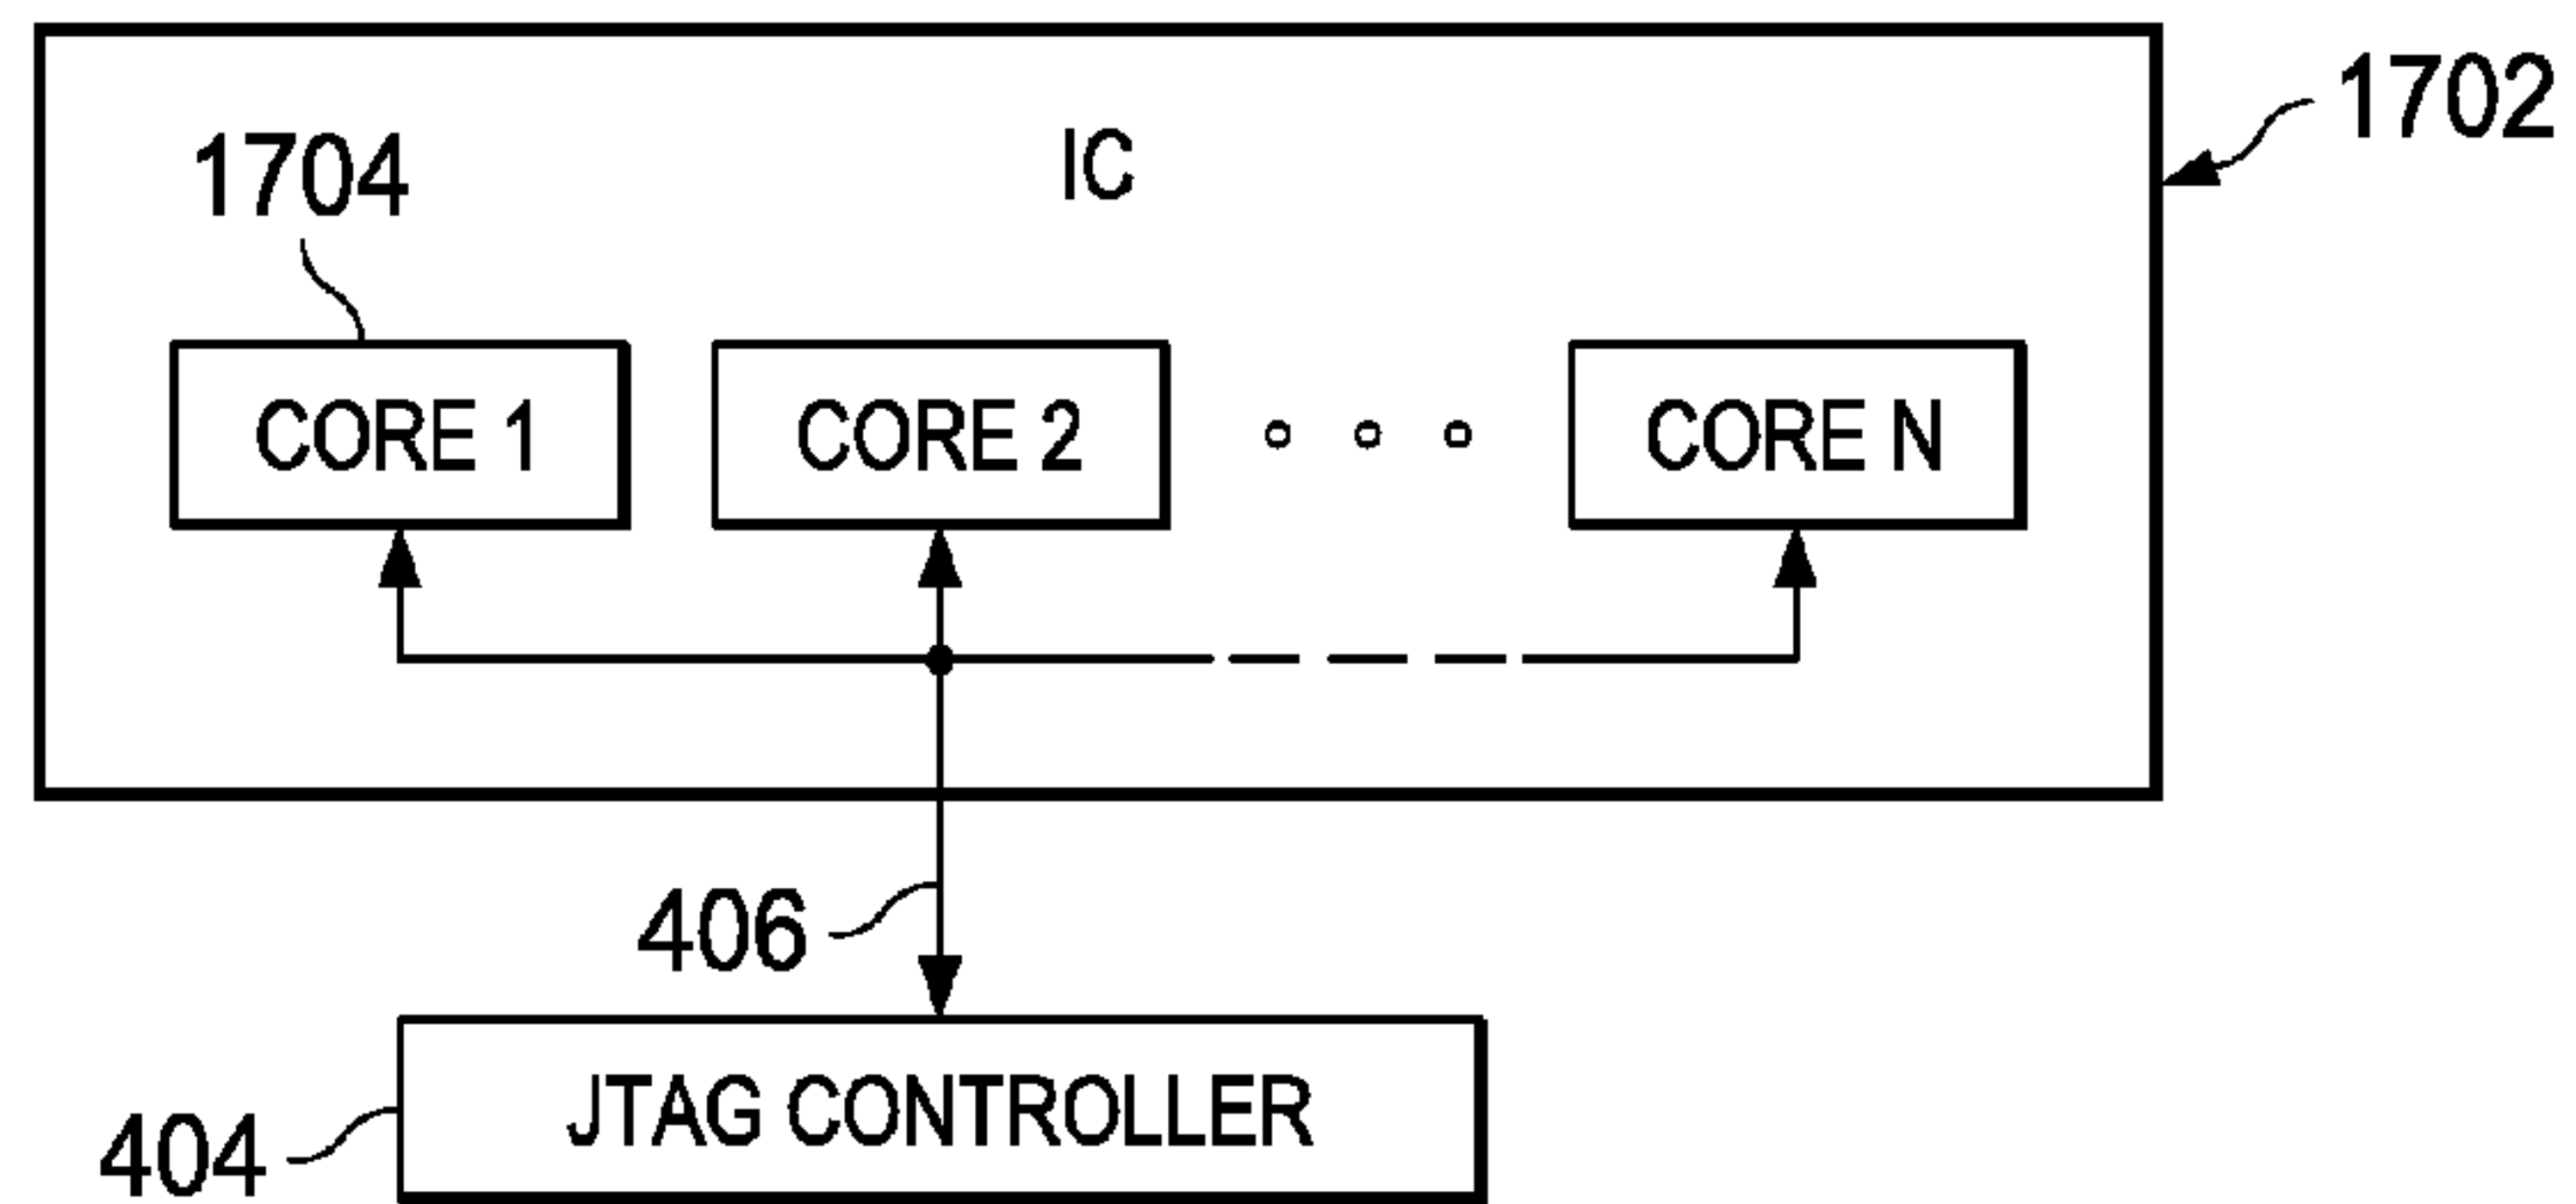 1702
IC
1704
CORE 1
CORE 2
CORE N
406
JTAG CONTROLLER
404